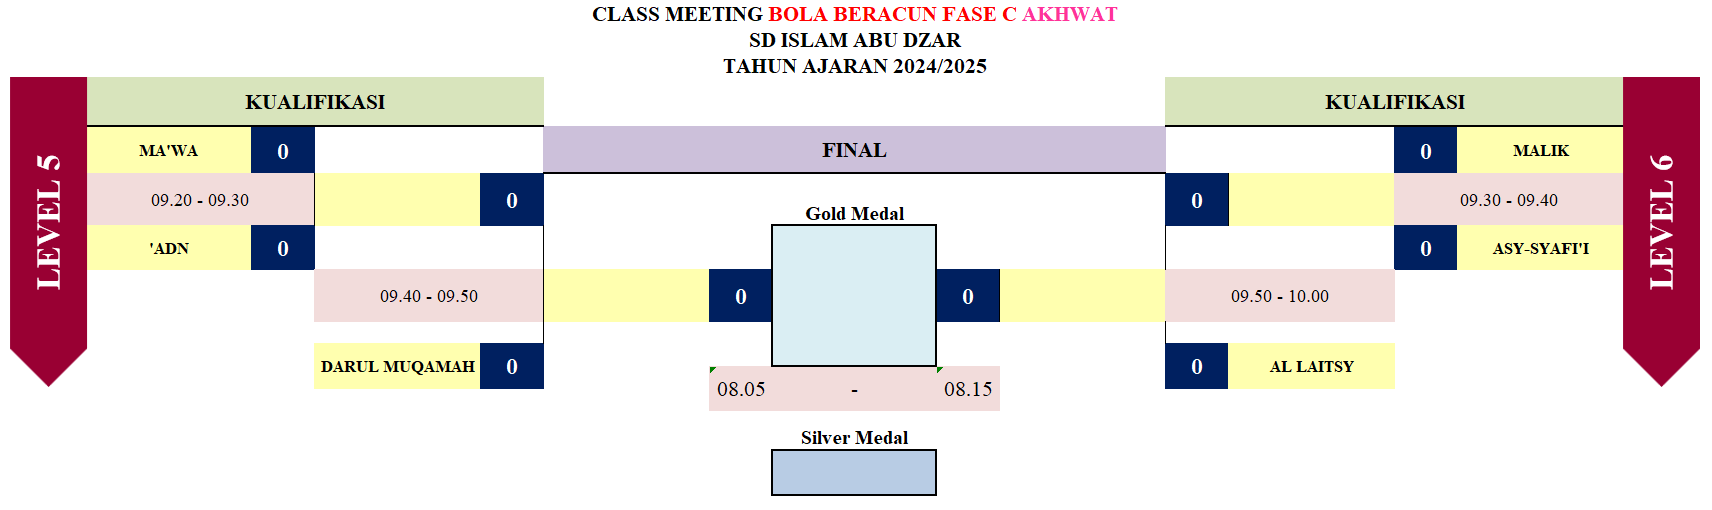 CLASS MEETING BOLA BERACUN FASE C AKHWAT
SD ISLAM ABU DZAR
TAHUN AJARAN 2024/2025
LEVEL 5
KUALIFIKASI
KUALIFIKASI
LEVEL 6
MA'WA 0
FINAL
0 MALIK
09.20 - 09.30
0
0
09.30 - 09.40
Gold Medal
'ADN 0
0 ASY-SYAFI'I
09.40 - 09.50
0
0
09.50 - 10.00
DARUL MUQAMAH 0
0 AL LAITSY
08.05 - 08.15
Silver Medal